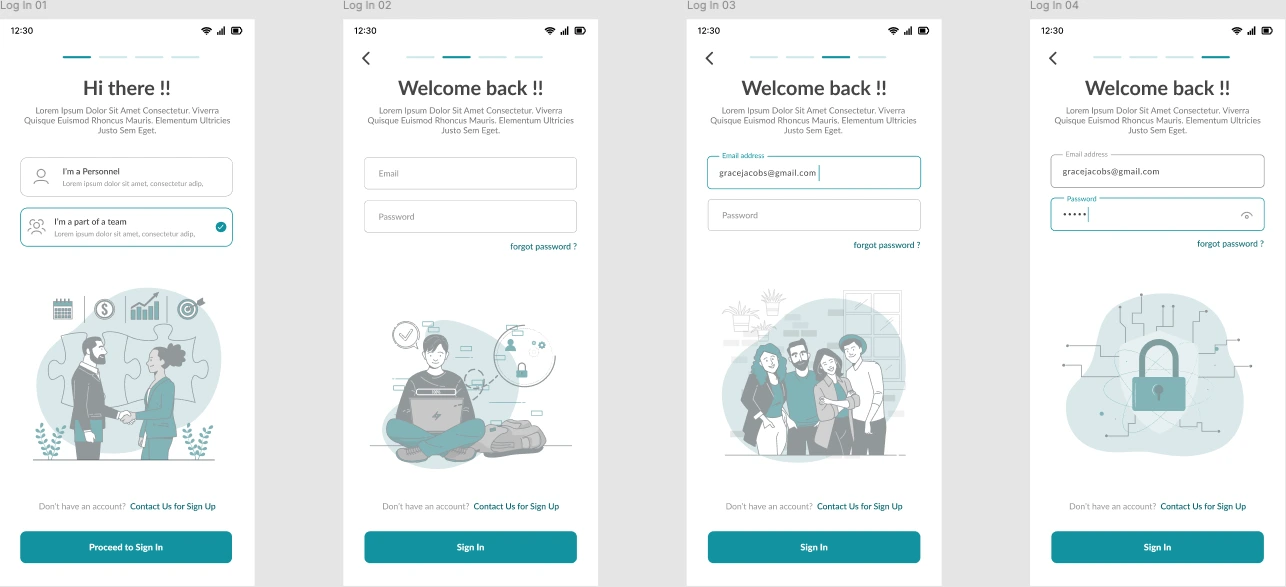 Log In 01
12:30
Hi there !!
Lorem Ipsum Dolor Sit Amet Consectetur. Viverra
Quisque Euismod Rhoncus Mauris. Elementum Ultricies
Justo Sem Eget.
I'm a Personnel
Lorem ipsum dolor sit amet, consectetur adip,
I'm a part of a team
Lorem ipsum dolor sit amet, consectetur adip,
Don't have an account? Contact Us for Sign Up
Proceed to Sign In
Log In 02
12:30
Welcome back !!
Lorem Ipsum Dolor Sit Amet Consectetur. Viverra
Quisque Euismod Rhoncus Mauris. Elementum Ultricies
Justo Sem Eget.
Email
Password
forgot password ?
Don't have an account? Contact Us for Sign Up
Sign In
Log In 03
12:30
Welcome back !!
Lorem Ipsum Dolor Sit Amet Consectetur. Viverra
Quisque Euismod Rhoncus Mauris. Elementum Ultricies
Justo Sem Eget.
Email address
gracejacobs@gmail.com
Password
forgot password ?
Don't have an account? Contact Us for Sign Up
Sign In
Log In 04
12:30
Welcome back !!
Lorem Ipsum Dolor Sit Amet Consectetur. Viverra
Quisque Euismod Rhoncus Mauris. Elementum Ultricies
Justo Sem Eget.
Email address
gracejacobs@gmail.com
Password
•••••
forgot password ?
Don't have an account? Contact Us for Sign Up
Sign In